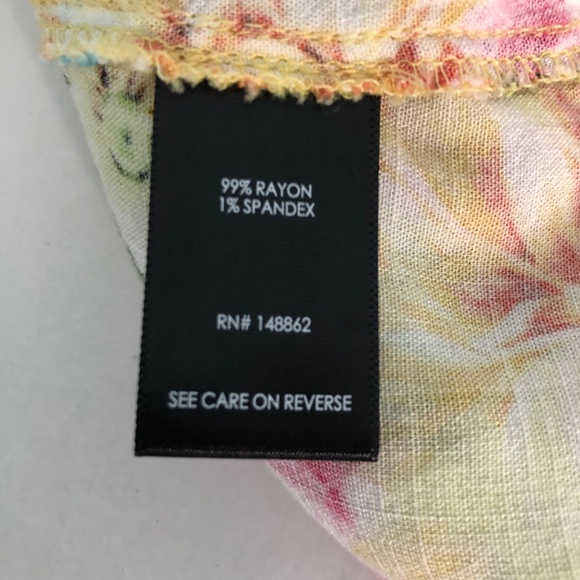 99% RAYON
1% SPANDEX
RN# 148862
SEE CARE ON REVERSE